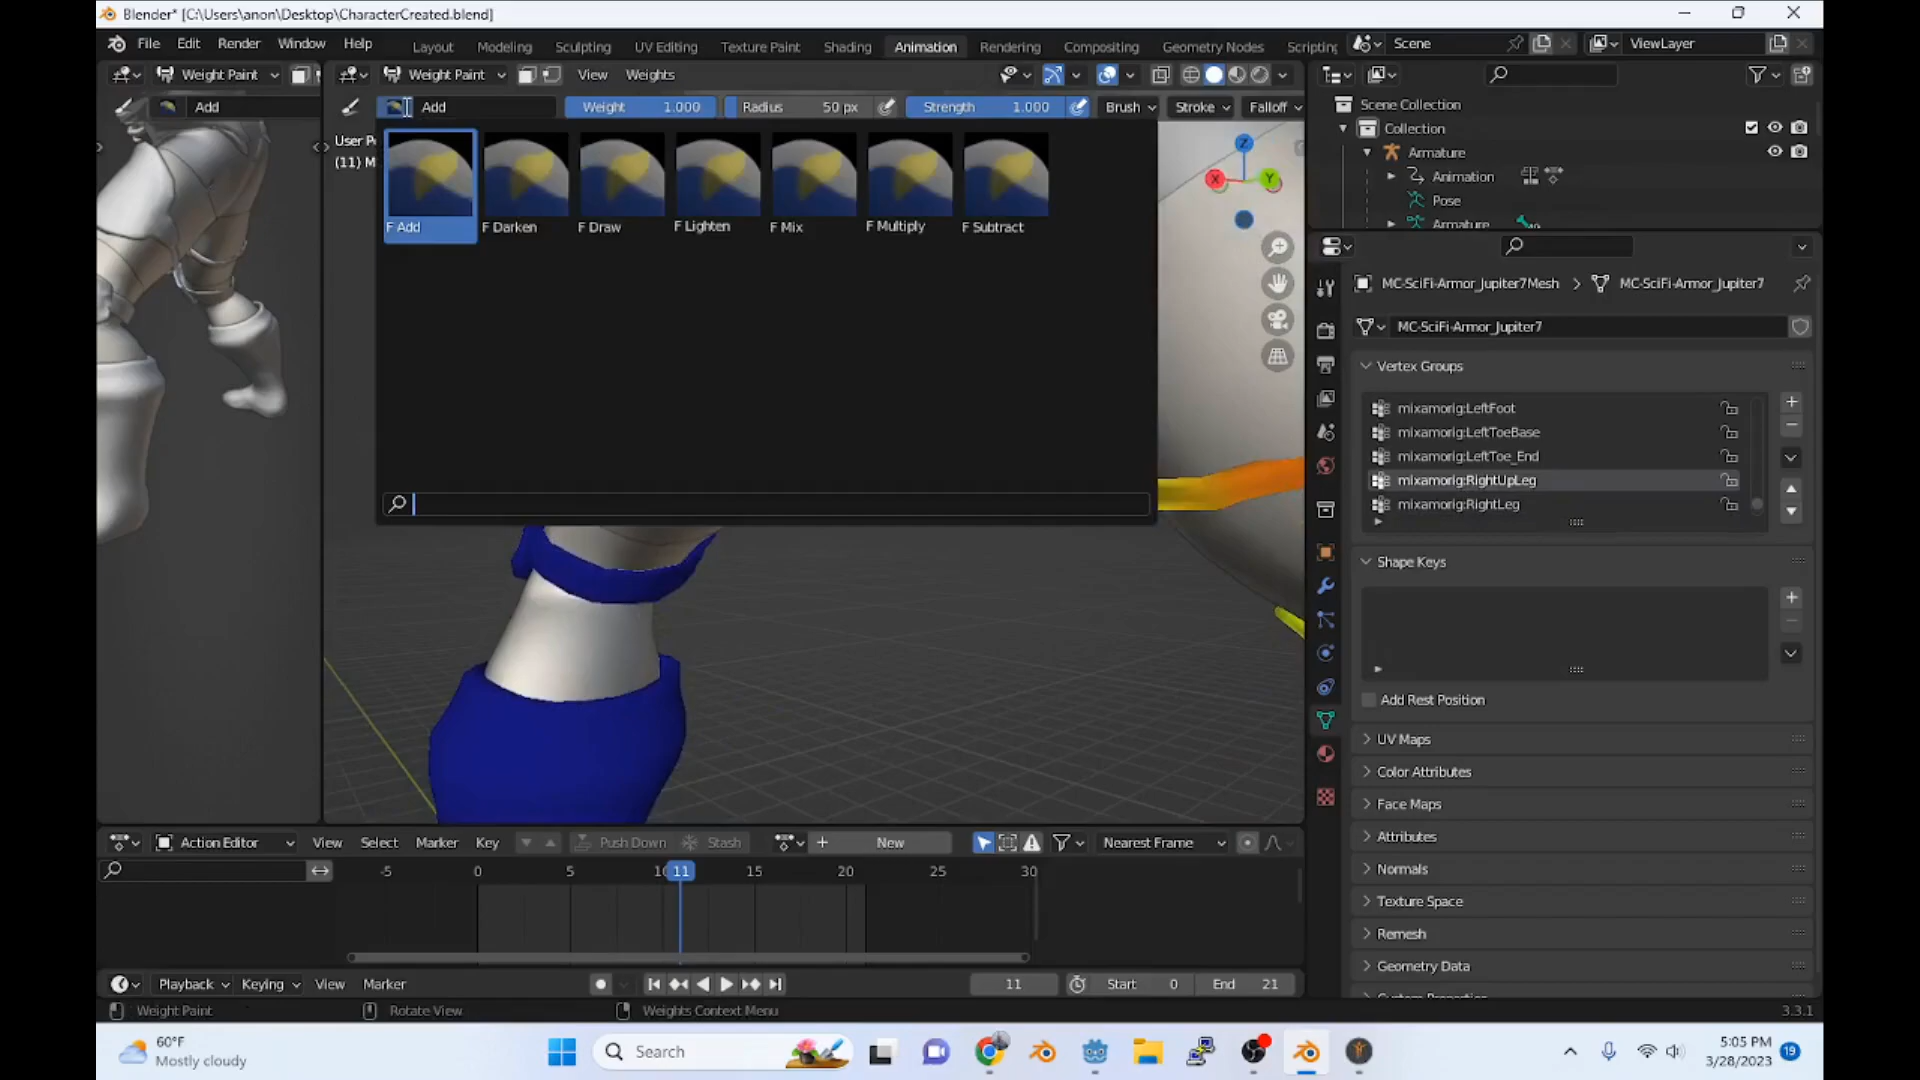 Blender* [C:\Users\anon\Desktop\CharacterCreated.blend]
File Edit Render Window Help Layout Modeling Sculpting UV Editing Texture Paint Shading Animation Rendering Compositing Geometry Nodes Scripting Scene ViewLayer
Weight Paint Weight Paint View Weights
Add Add Weight 1.000 Radius 50 px Strength 1.000 Brush Stroke Falloff
Scene Collection
Collection
Armature
Animation
Pose
Armature
User P
(11) M
F Add F Darken F Draw F Lighten F Mix F Multiply F Subtract
Z
X Y
MC-SciFi-Armor_Jupiter7Mesh > MC-SciFi-Armor_Jupiter7
MC-SciFi-Armor_Jupiter7
Vertex Groups
mixamorig:LeftFoot
mixamorig:LeftToeBase
mixamorig:LeftToe_End
mixamorig:RightUpLeg
mixamorig:RightLeg
Shape Keys
Add Rest Position
UV Maps
Color Attributes
Face Maps
Attributes
Normals
Texture Space
Remesh
Geometry Data
Action Editor View Select Marker Key Push Down Stash New Nearest Frame
-5 0 5 10 11 15 20 25 30
Playback Keying View Marker 11 Start 0 End 21
Weight Paint Rotate View Weights Context Menu 3.3.1
60°F
Mostly cloudy
Search
5:05 PM
3/28/2023
19